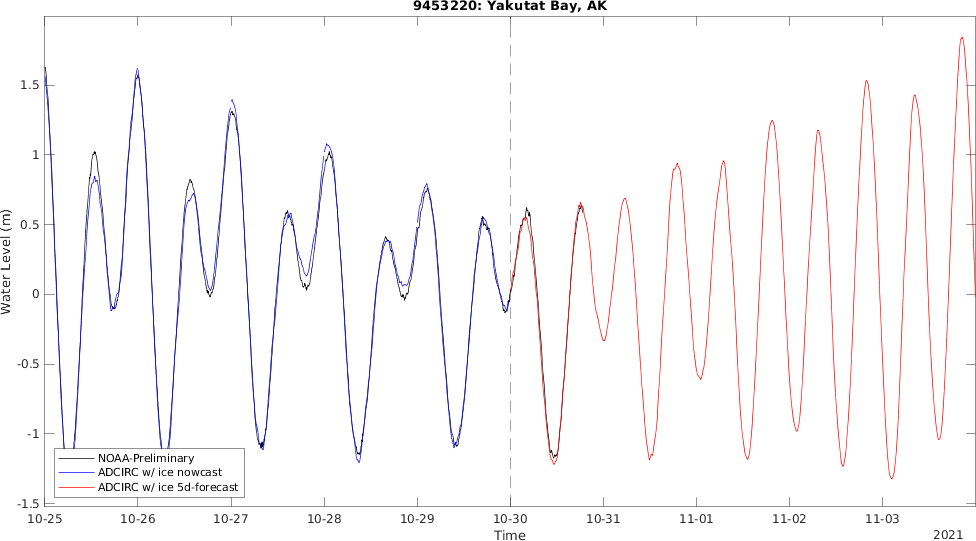 9453220: Yakutat Bay, AK
Water Level (m)
1.5
1
0.5
0
-0.5
-1
-1.5
NOAA-Preliminary
ADCIRC w/ ice nowcast
ADCIRC w/ ice 5d-forecast
10-25 10-26 10-27 10-28 10-29 10-30 10-31 11-01 11-02 11-03
Time
2021